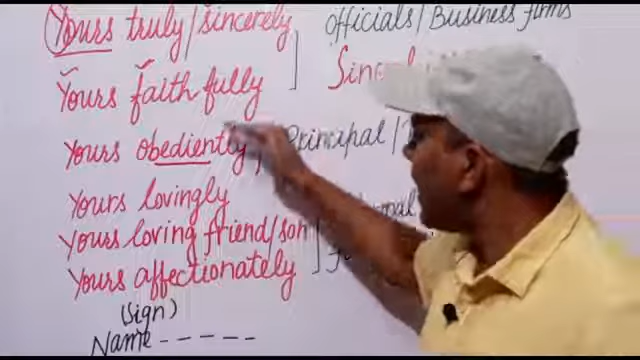 Yours truly/sincerely, officials/Business firms
Yours faithfully
Yours obediently / Principal /
Yours lovingly
Yours loving friend/son
Yours affectionately
(Sign)
Name -----